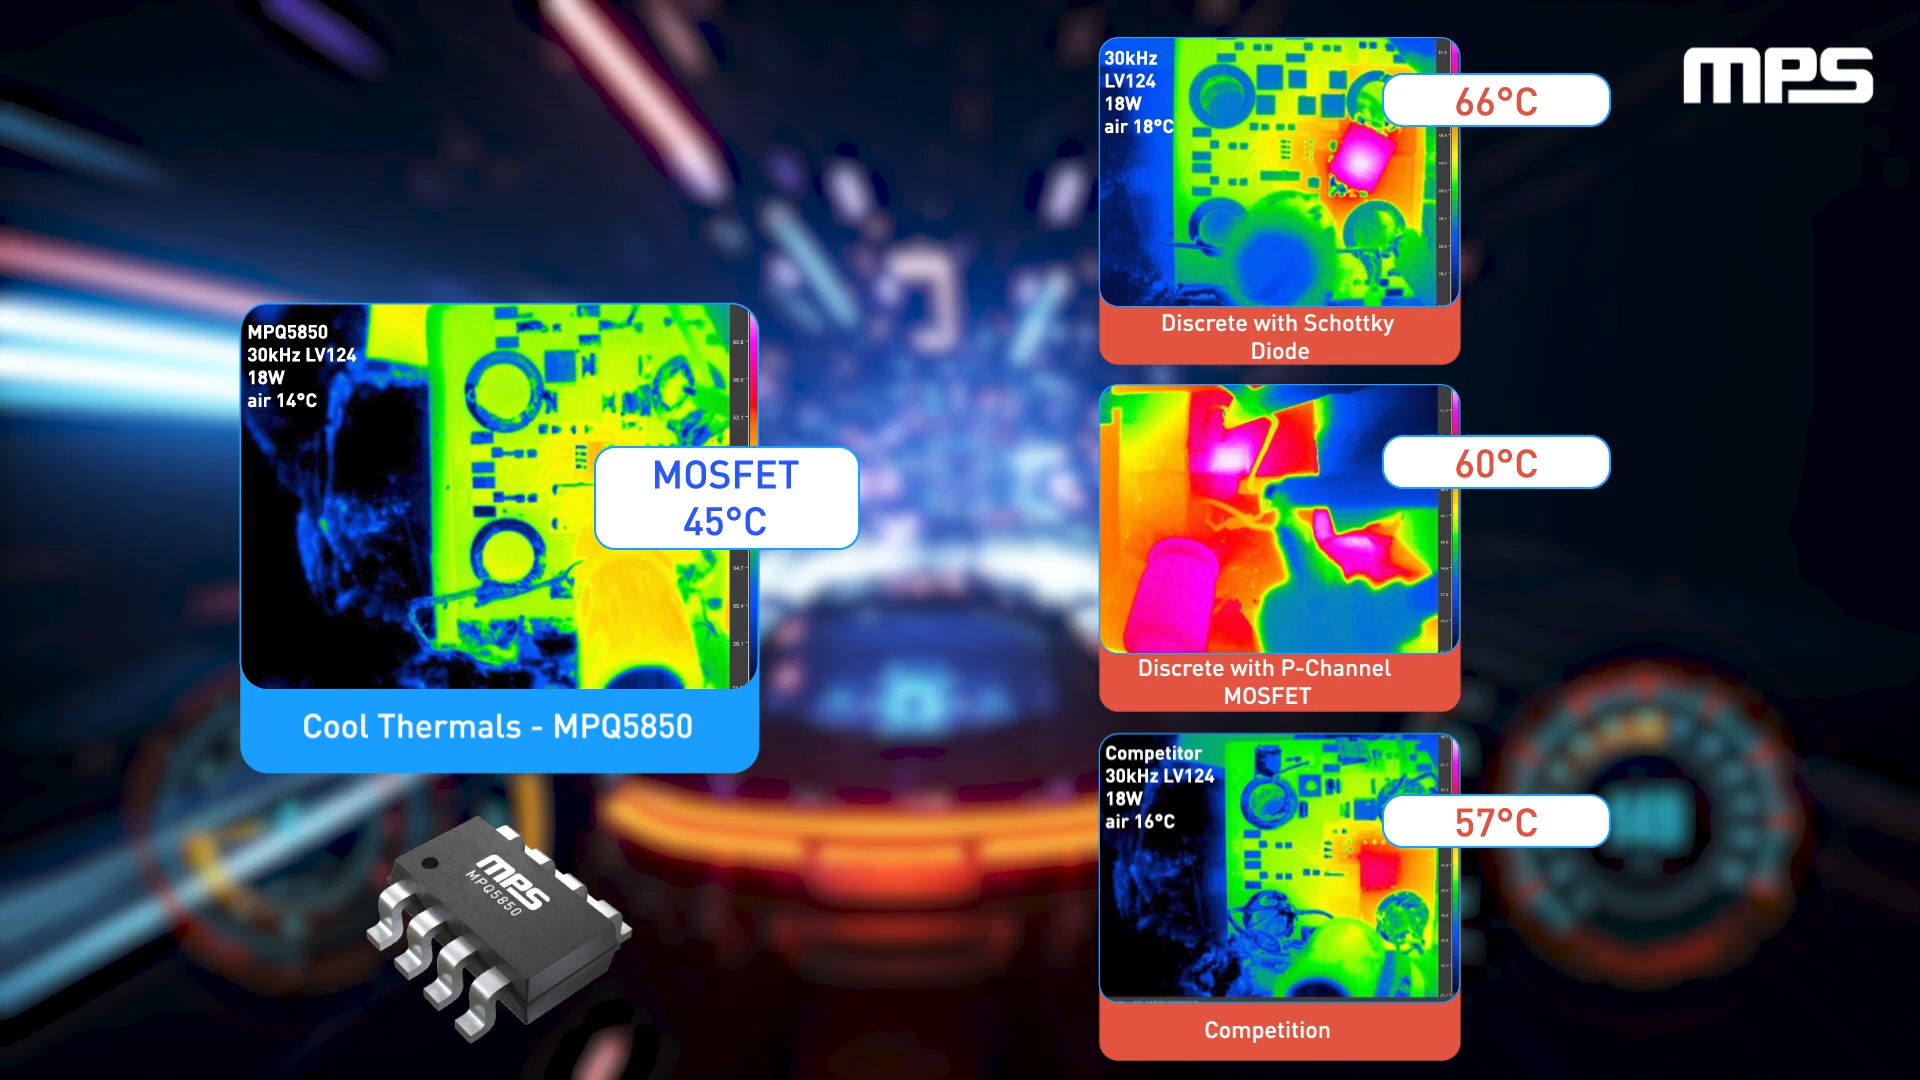 MPS
MPQ5850
30kHz LV124
18W
air 14°C
MOSFET
45°C
Cool Thermals - MPQ5850
MPS
MPQ5850
30kHz
LV124
18W
air 18°C
66°C
Discrete with Schottky
Diode
60°C
Discrete with P-Channel
MOSFET
Competitor
30kHz LV124
18W
air 16°C
57°C
Competition